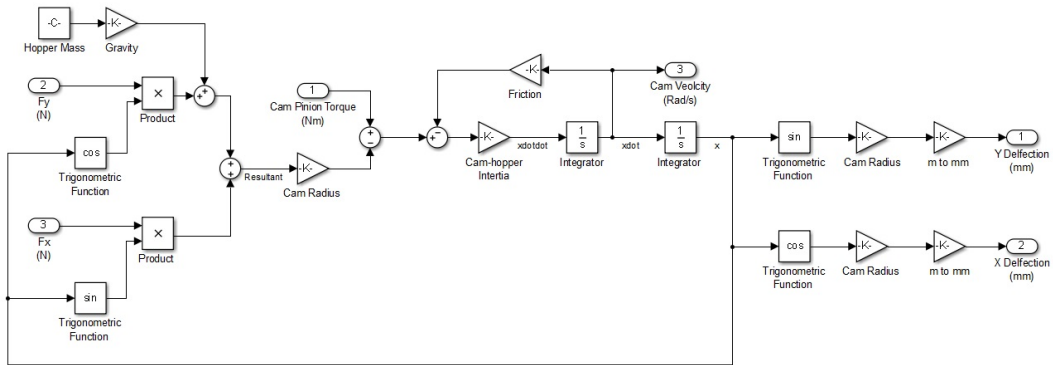 -C-
Hopper Mass
-K-
Gravity
2
Fy
(N)
×
Product
cos
Trigonometric
Function
3
Fx
(N)
×
Product
sin
Trigonometric
Function
+
+
+
+
Resultant
-K-
Cam Radius
1
Cam Pinion Torque
(Nm)
+
−
−
-K-
Friction
-K-
Cam-hopper
Intertia
xdotdot
1
s
Integrator
xdot
1
s
Integrator
x
3
Cam Veolcity
(Rad/s)
sin
Trigonometric
Function
-K-
Cam Radius
-K-
m to mm
1
Y Delfection
(mm)
cos
Trigonometric
Function
-K-
Cam Radius
-K-
m to mm
2
X Delfection
(mm)